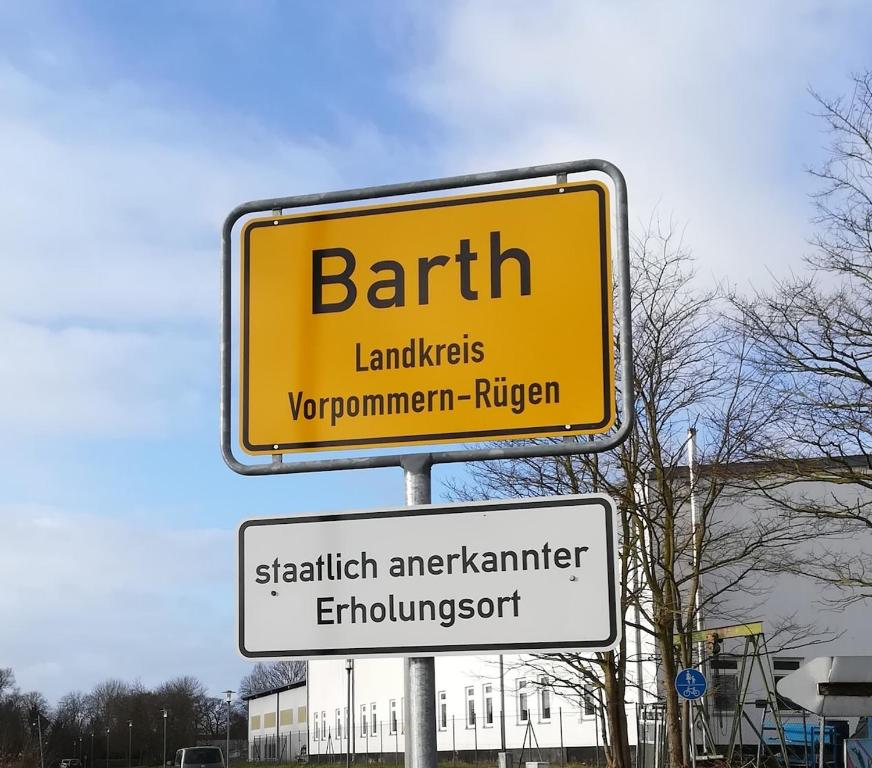 Barth
Landkreis
Vorpommern-Rügen
staatlich anerkannter
Erholungsort